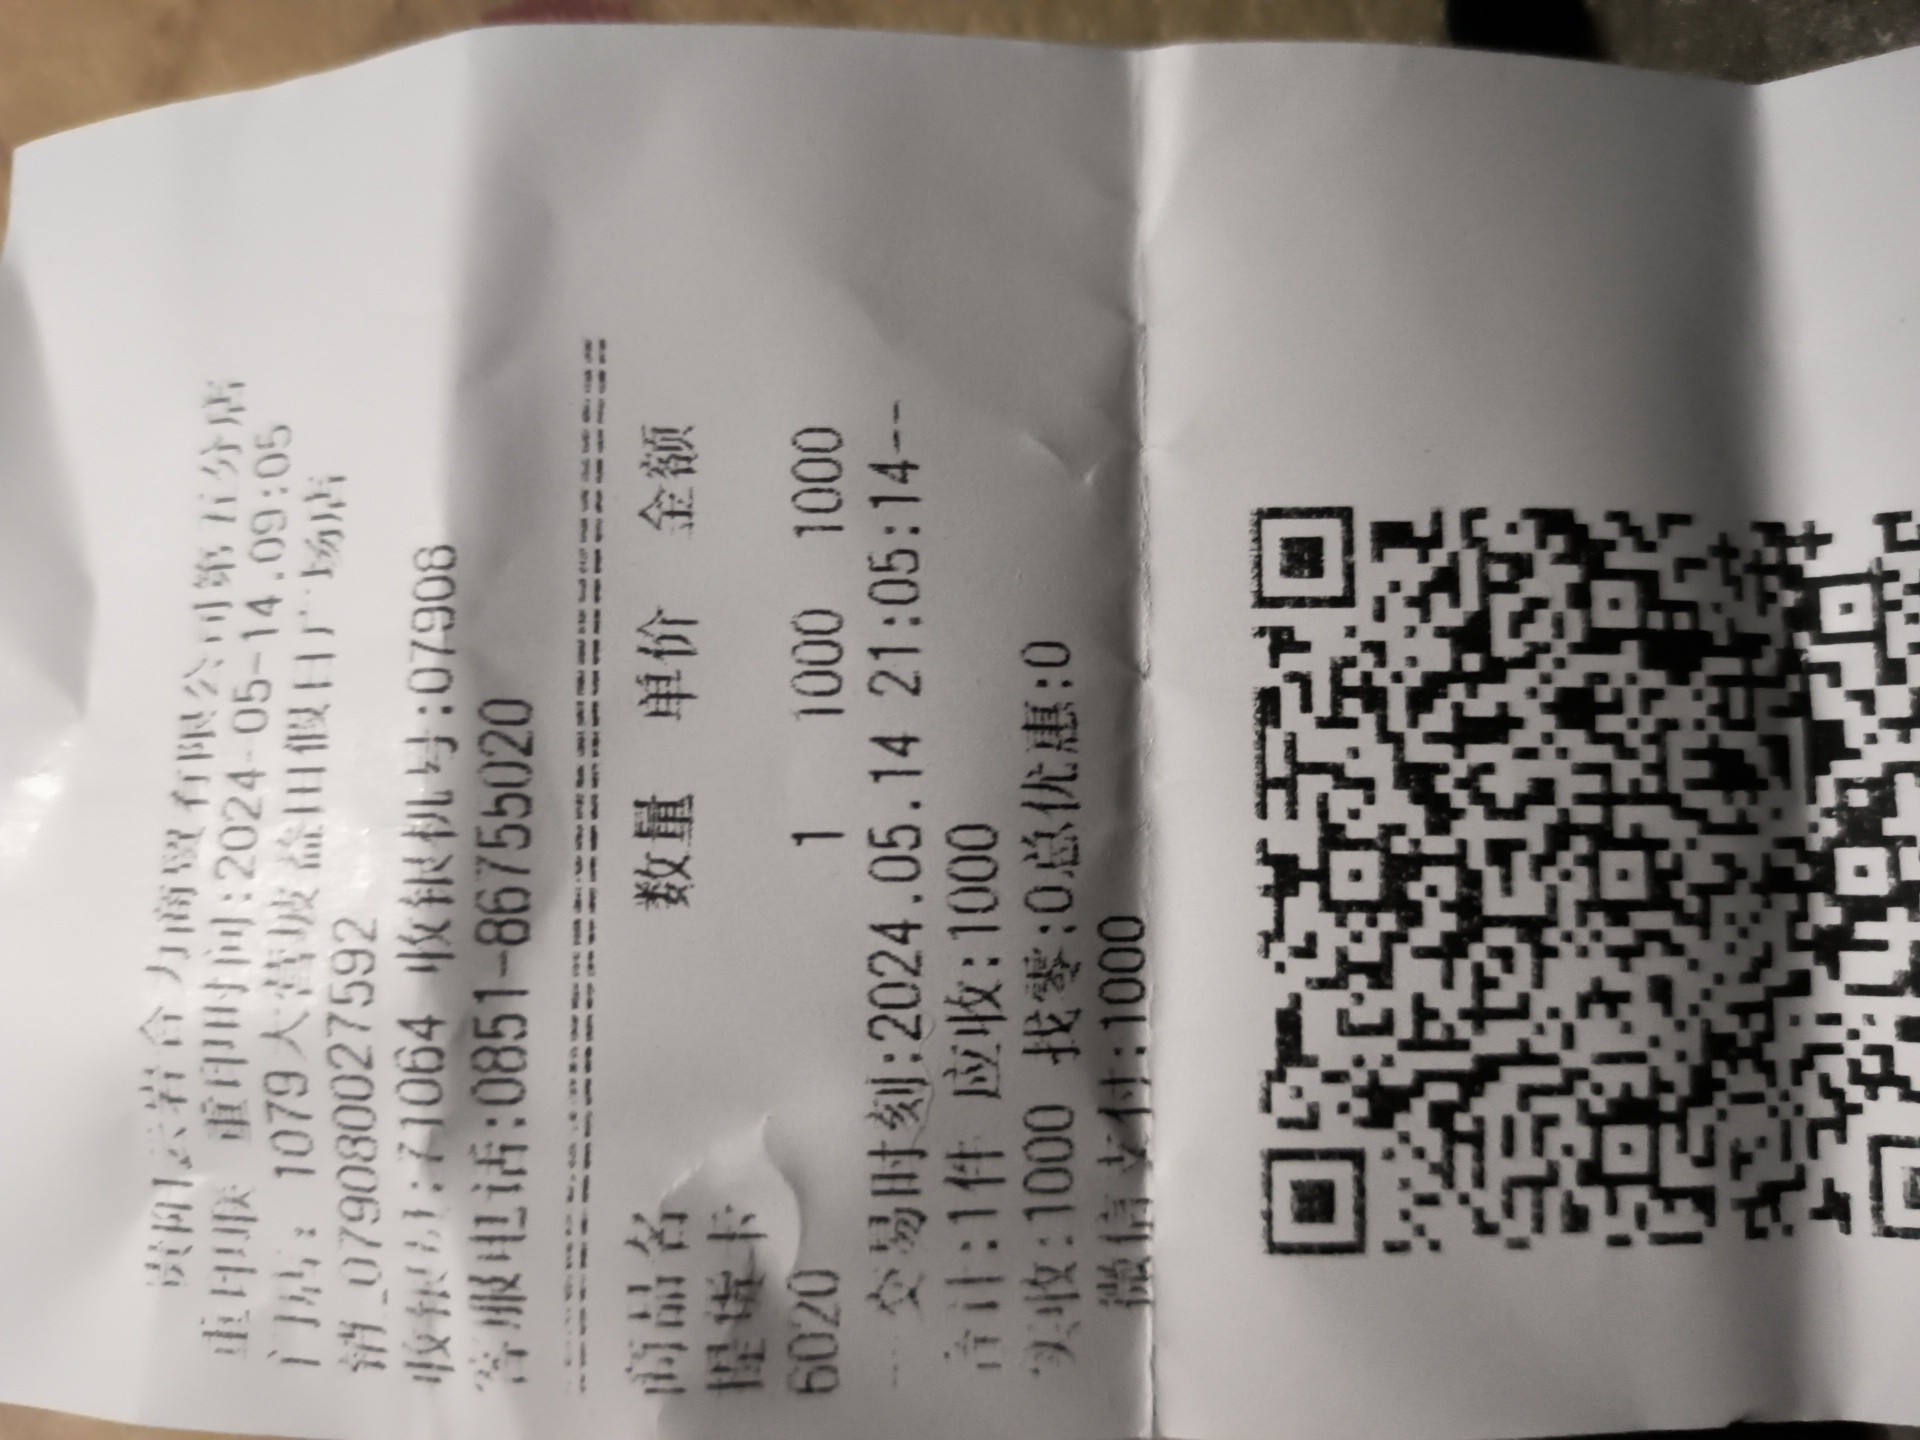 贵阳云岩合力商贸有限公司第五分店
重印联 重印时间:2024-05-14.09:05
门店: 1079大营坡益田假日广场店
销_0790800027592
收银员:71064 收银机号:07908
客服电话:0851-86755020
================================
商品名 数量 单价 金额
提货卡
6020 1 1000 1000
--交易时刻:2024.05.14 21:05:14--
合计:1件 应收:1000
实收:1000 找零:0总优惠:0
微信支付:1000